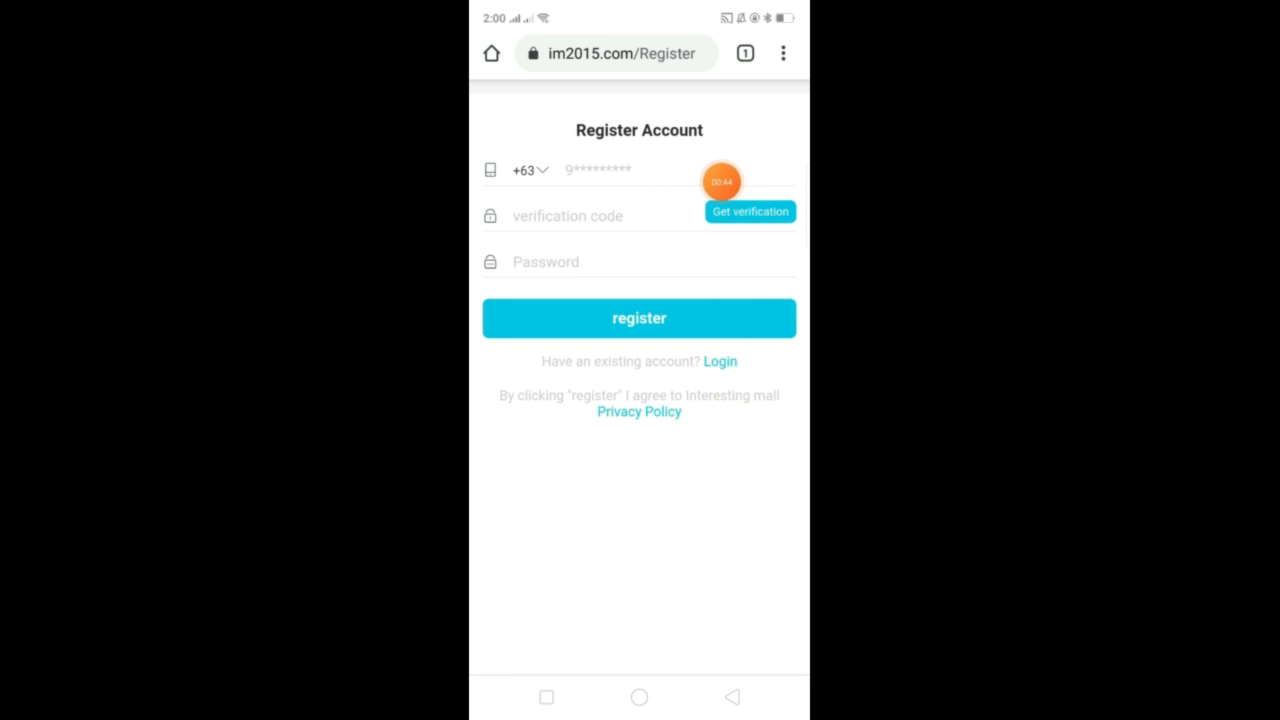 2:00
im2015.com/Register
1
Register Account
+63
9*********
00:44
verification code
Get verification
Password
register
Have an existing account? Login
By clicking "register" I agree to Interesting mall
Privacy Policy